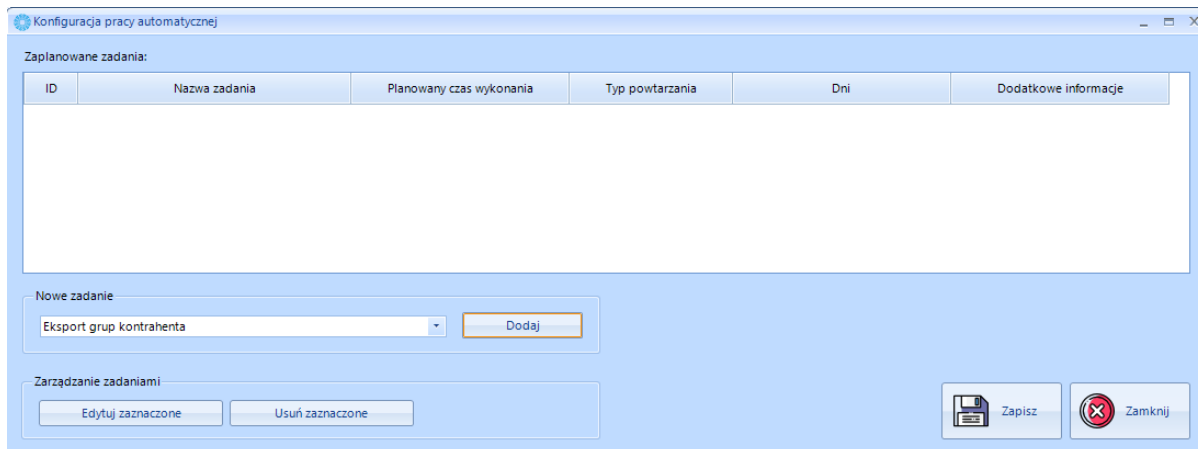 Konfiguracja pracy automatycznej
Zaplanowane zadania:
ID Nazwa zadania Planowany czas wykonania Typ powtarzania Dni Dodatkowe informacje
Nowe zadanie
Eksport grup kontrahenta Dodaj
Zarządzanie zadaniami
Edytuj zaznaczone Usuń zaznaczone Zapisz Zamknij